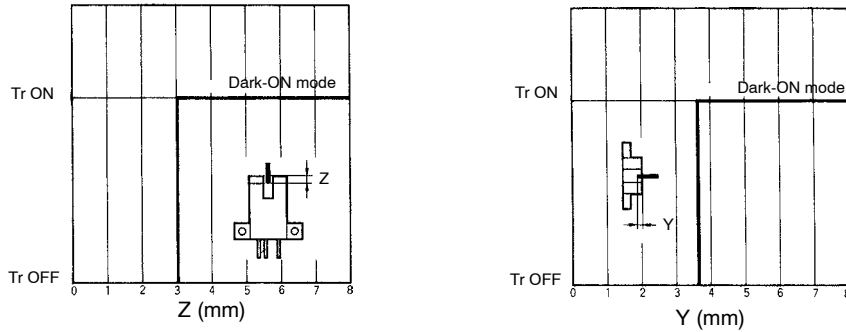 Dark-ON mode
Tr ON
Z
Tr OFF
0 1 2 3 4 5 6 7 8
Z (mm)
Dark-ON mode
Tr ON
Y
Tr OFF
0 1 2 3 4 5 6 7 8
Y (mm)